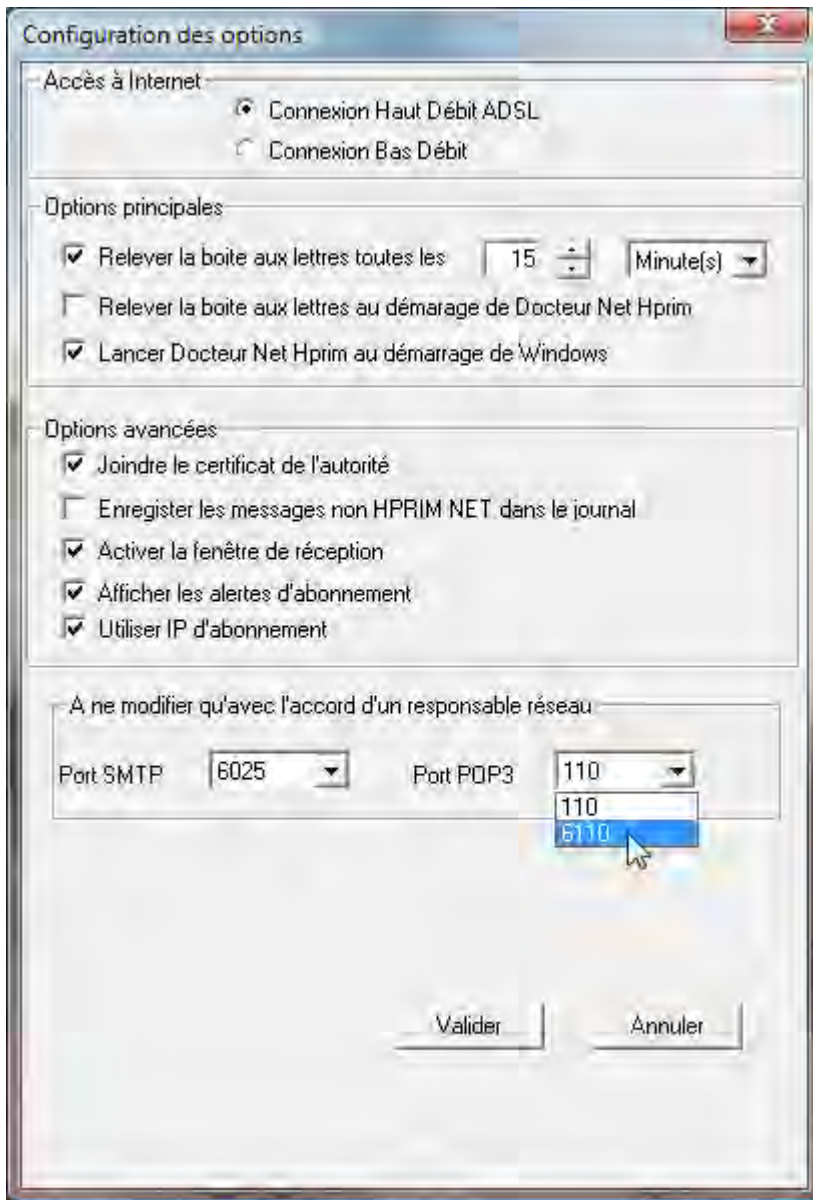 Configuration des options
Accès à Internet
Connexion Haut Débit ADSL
Connexion Bas Débit
Options principales
Relever la boite aux lettres toutes les 15 Minute(s)
Relever la boite aux lettres au démarage de Docteur Net Hprim
Lancer Docteur Net Hprim au démarrage de Windows
Options avancées
Joindre le certificat de l'autorité
Enregister les messages non HPRIM NET dans le journal
Activer la fenêtre de réception
Afficher les alertes d'abonnement
Utiliser IP d'abonnement
A ne modifier qu'avec l'accord d'un responsable réseau
Port SMTP 6025 Port POP3 110
110
6110
Valider Annuler